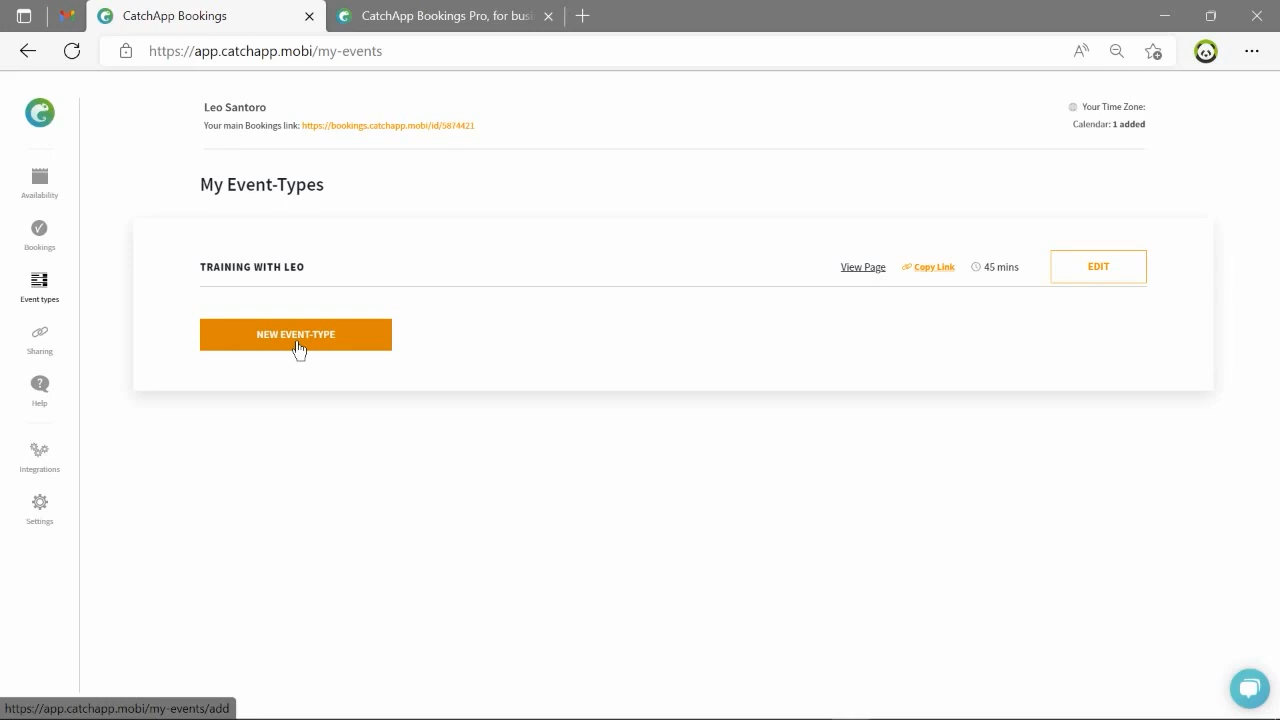 CatchApp Bookings
CatchApp Bookings Pro, for busi
https://app.catchapp.mobi/my-events
Leo Santoro
Your main Bookings link: https://bookings.catchapp.mobi/id/5874421
Your Time Zone:
Calendar: 1 added
Availability
Bookings
Event types
Sharing
Help
Integrations
Settings
My Event-Types
TRAINING WITH LEO
View Page
Copy Link
45 mins
EDIT
NEW EVENT-TYPE
https://app.catchapp.mobi/my-events/add